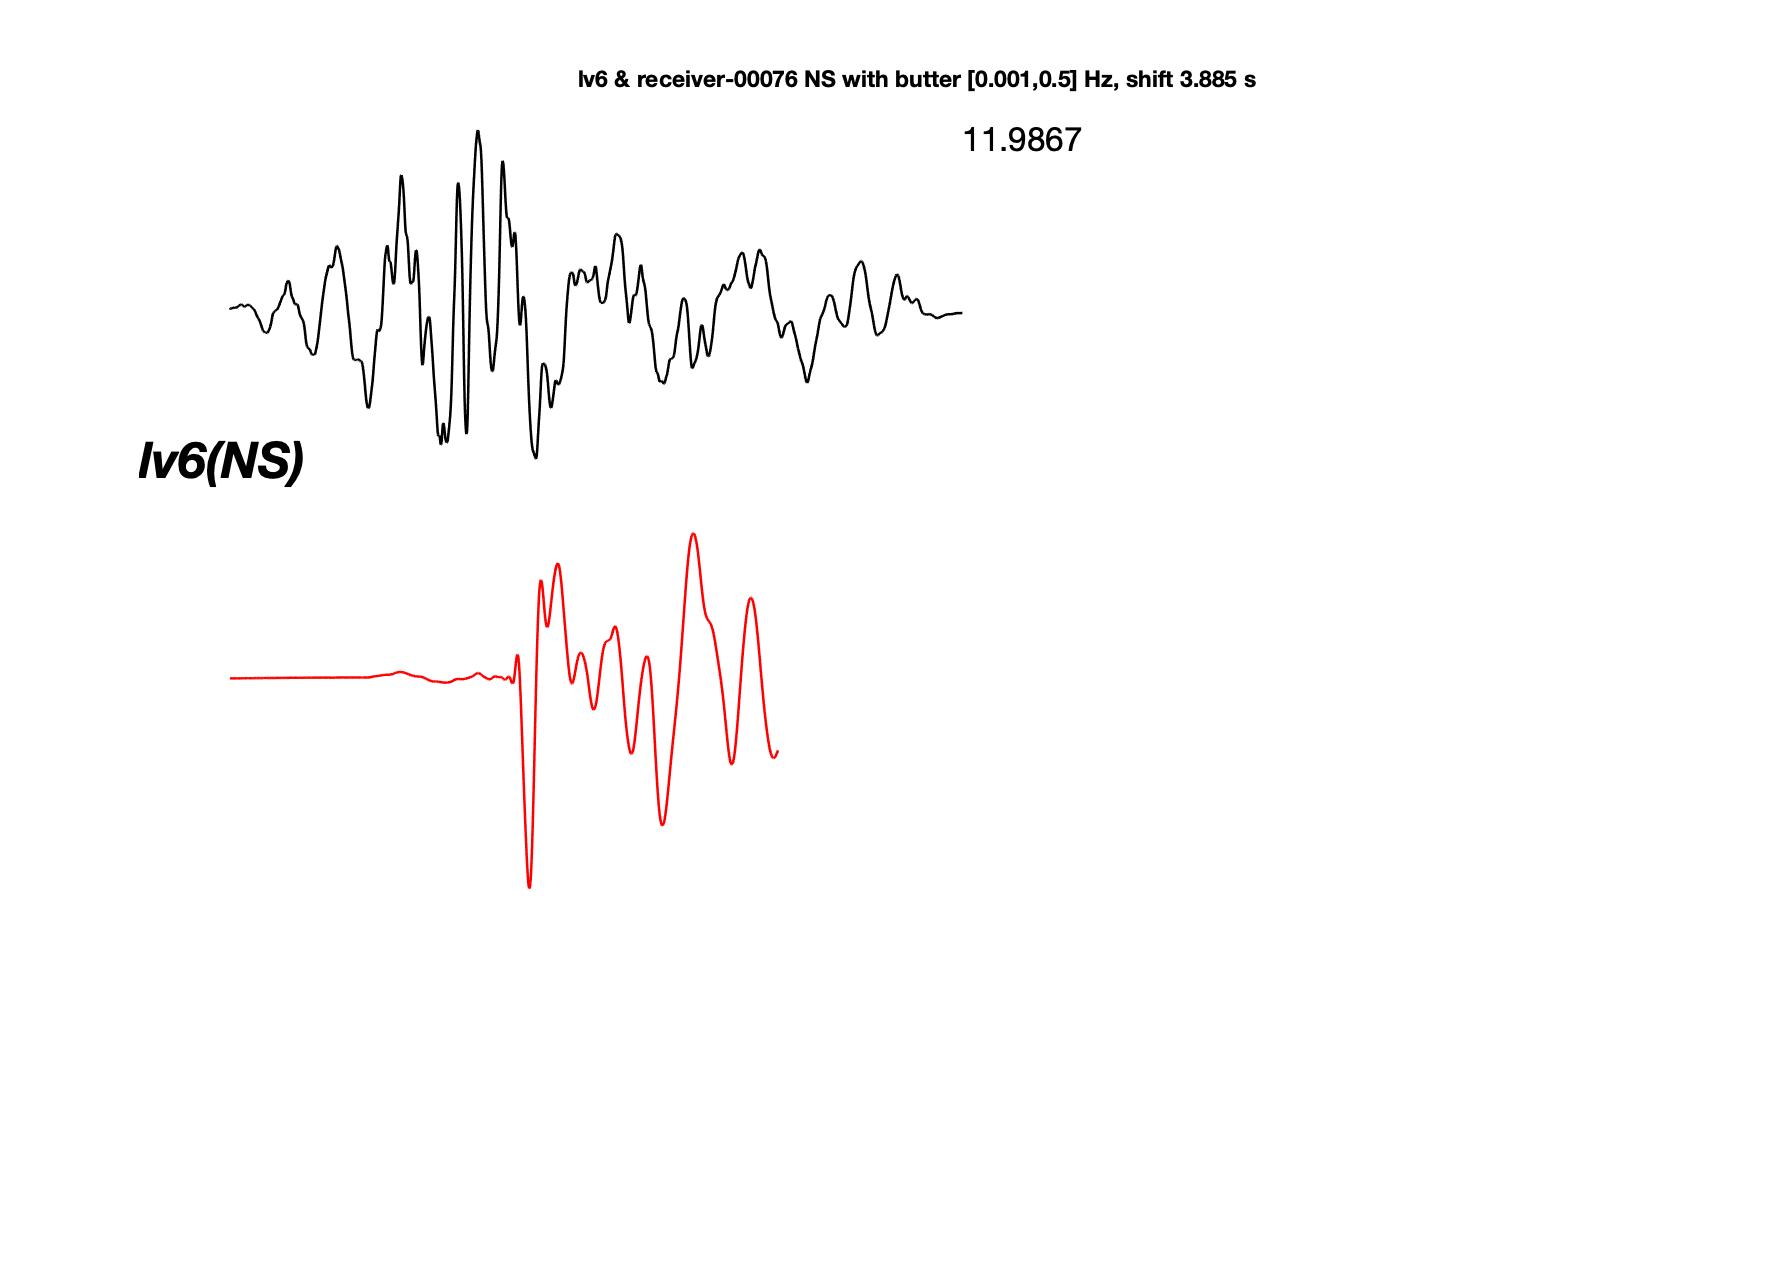 lv6 & receiver-00076 NS with butter [0.001,0.5] Hz, shift 3.885 s
11.9867
lv6(NS)